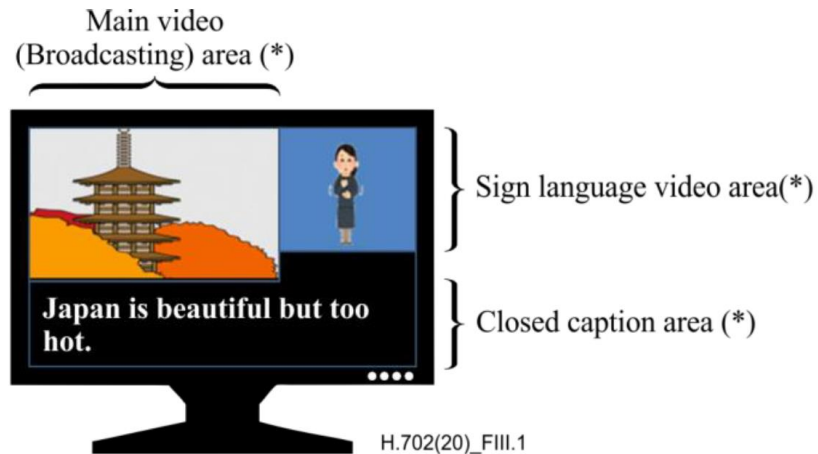 Main video
(Broadcasting) area (*)
Sign language video area(*)
Japan is beautiful but too
hot.
Closed caption area (*)
H.702(20)_FIII.1